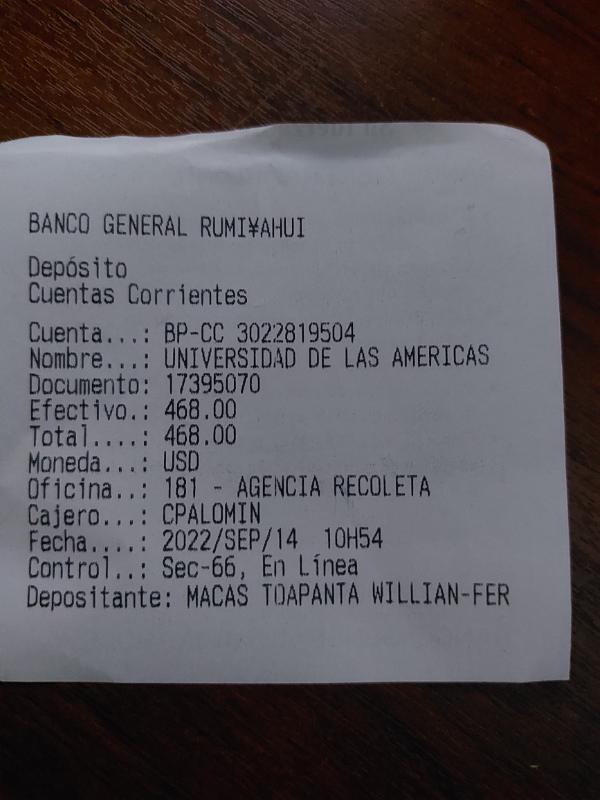 BANCO GENERAL RUMI¥AHUI
Depósito
Cuentas Corrientes
Cuenta...: BP-CC 3022819504
Nombre...: UNIVERSIDAD DE LAS AMERICAS
Documento: 17395070
Efectivo.: 468.00
Total....: 468.00
Moneda...: USD
Oficina..: 181 - AGENCIA RECOLETA
Cajero...: CPALOMIN
Fecha....: 2022/SEP/14 10H54
Control..: Sec-66, En Línea
Depositante: MACAS TOAPANTA WILLIAN-FER